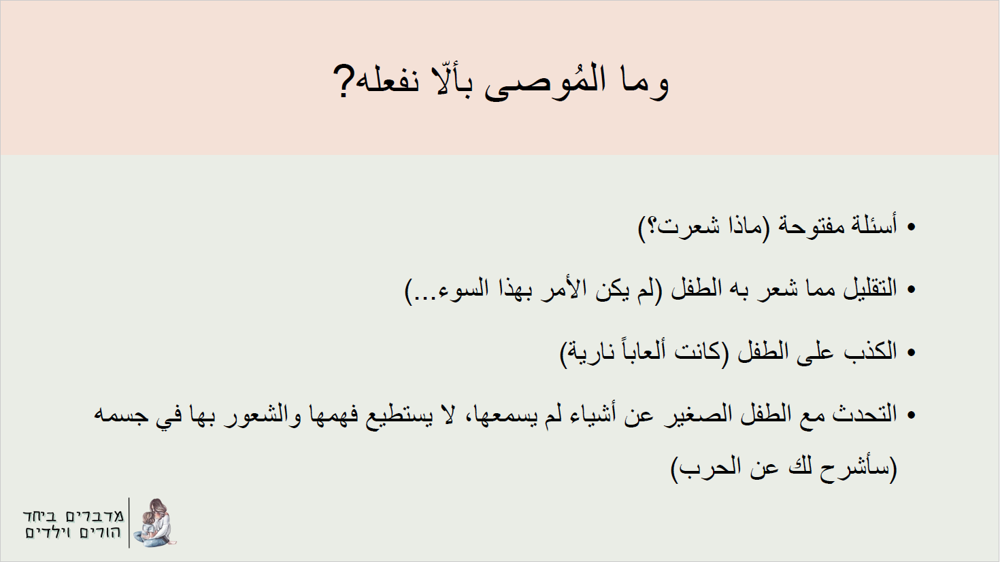 وما المُوصى بألّا نفعله?
• أسئلة مفتوحة (ماذا شعرت؟)
• التقليل مما شعر به الطفل (لم يكن الأمر بهذا السوء...)
• الكذب على الطفل (كانت ألعاباً نارية)
• التحدث مع الطفل الصغير عن أشياء لم يسمعها، لا يستطيع فهمها والشعور بها في جسمه
(سأشرح لك عن الحرب)
מדברים ביחד
הורים וילדים